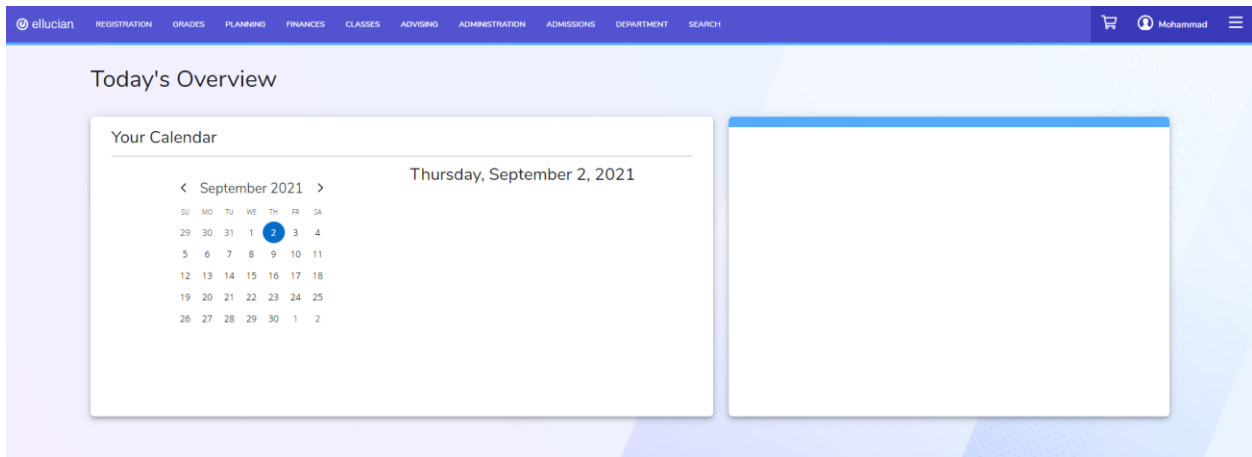 ellucian REGISTRATION GRADES PLANNING FINANCES CLASSES ADVISING ADMINISTRATION ADMISSIONS DEPARTMENT SEARCH Mohammad
Today's Overview
Your Calendar
Thursday, September 2, 2021
September 2021
SU MO TU WE TH FR SA
29 30 31 1 2 3 4
5 6 7 8 9 10 11
12 13 14 15 16 17 18
19 20 21 22 23 24 25
26 27 28 29 30 1 2